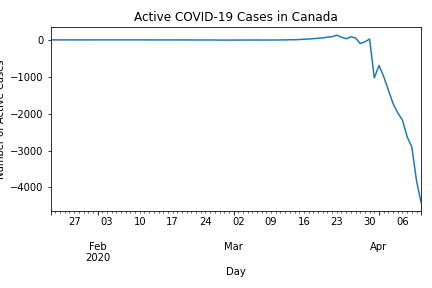 Active COVID-19 Cases in Canada
0
−1000
−2000
−3000
−4000
Number of Active Cases
27 03 10 17 24 02 09 16 23 30 06
Feb Mar Apr
2020
Day